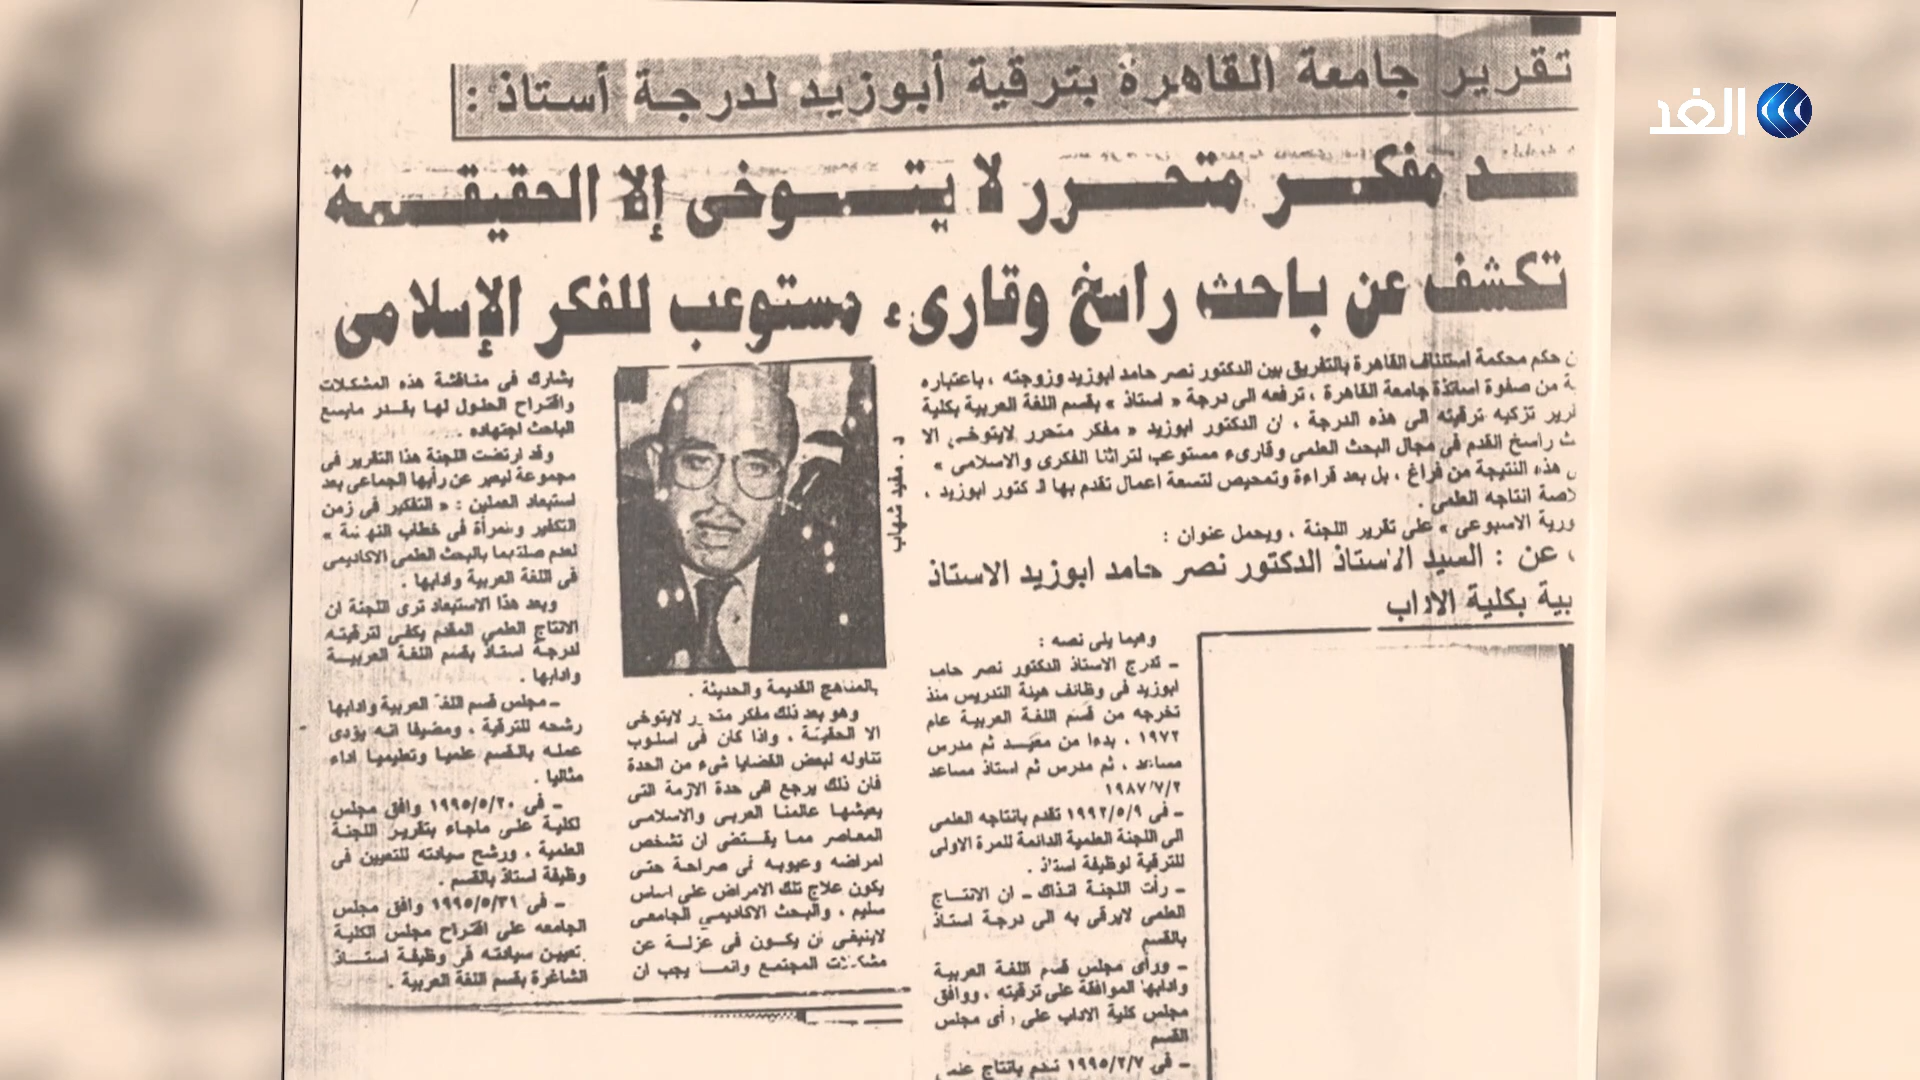 الغد
تقرير جامعة القاهرة بترقية أبوزيد لدرجة أستاذ :
مفكر متحرر لا يتوخى إلا الحقيقة
تكشف عن باحث راسخ وقارىء مستوعب للفكر الإسلامى
حكم محكمة استئناف القاهرة بالتفريق بين الدكتور نصر حامد ابوزيد وزوجته ، باعتباره
من صفوة اساتذة جامعة القاهرة ، ترفعه الى درجة « استاذ » بقسم اللغة العربية بكلية
تزكيه ترقيته الى هذه الدرجة ، ان الدكتور ابوزيد « مفكر متحرر لايتوخى الا
راسخ القدم فى مجال البحث العلمى وقارىء مستوعب لتراثنا الفكرى والاسلامى »
هذه النتيجة من فراغ ، بل بعد قراءة وتمحيص لتسعة اعمال تقدم بها الدكتور ابوزيد ،
انتاجه العلمى .
الاسبوعى » على تقرير اللجنة ، ويحمل عنوان :
عن : السيد الاستاذ الدكتور نصر حامد ابوزيد الاستاذ
بكلية الاداب
وفيما يلى نصه :
ـ تدرج الاستاذ الدكتور نصر حامد
ابوزيد فى وظائف هيئة التدريس منذ
تخرجه من قسم اللغة العربية عام
١٩٧٢ ، بدءا من معيد ثم مدرس
مساعد ، ثم مدرس ثم استاذ مساعد
١٩٨٧/٧/٢
ـ فى ١٩٩٢/٥/٩ تقدم بانتاجه العلمى
الى اللجنة العلمية الدائمة للمرة الاولى
للترقية لوظيفة استاذ .
ـ رأت اللجنة انذاك ـ ان الانتاج
العلمى لايرقى به الى درجة استاذ
بالقسم
ـ ورأى مجلس قسم اللغة العربية
وادابها الموافقة على ترقيته ، ووافق
مجلس كلية الاداب على رأى مجلس
القسم
ـ فى ١٩٩٥/٢/٧ تقدم بانتاج
د . مفيد شهاب
بالمناهج القديمة والحديثة .
وهو بعد ذلك مفكر متحرر لايتوخى
الا الحقيقة ، واذا كان فى اسلوب
تناوله لبعض القضايا شىء من الحدة
فان ذلك يرجع الى حدة الازمة التى
يعيشها عالمنا العربى والاسلامى
المعاصر مما يقتضى ان تشخص
امراضه وعيوبه فى صراحة حتى
يكون علاج تلك الامراض على اساس
سليم ، والبحث الاكاديمى الجامعى
لاينبغى ان يكون فى عزلة عن
مشكلات المجتمع وانما يجب ان
يشارك فى مناقشة هذه المشكلات
واقتراح الحلول لها بقدر مايسع
الباحث اجتهاده .
وقد ارتضت اللجنة هذا التقرير فى
مجموعة ليعبر عن رأيها الجماعى بعد
استبعاد العملين : « التفكير فى زمن
التكفير والمرأة فى خطاب النهضة »
لعدم صلتهما بالبحث العلمى الاكاديمى
فى اللغة العربية وادابها .
وبعد هذا الاستبعاد ترى اللجنة ان
الانتاج العلمى المقدم يكفى لترقيته
لدرجة استاذ بقسم اللغة العربية
وادابها .
ـ مجلس قسم اللغة العربية وادابها
رشحه للترقية ، ومضيفا انه يؤدى
عمله بالقسم علميا وتعليميا اداء
مثاليا .
ـ فى ١٩٩٥/٥/٢٠ وافق مجلس
الكلية على ماجاء بتقرير اللجنة
العلمية ، ورشح سيادته للتعيين فى
وظيفة استاذ بالقسم .
ـ فى ١٩٩٥/٥/٣١ وافق مجلس
الجامعه على اقتراح مجلس الكلية
تعيين سيادته فى وظيفة استاذ
الشاغرة بقسم اللغة العربية .